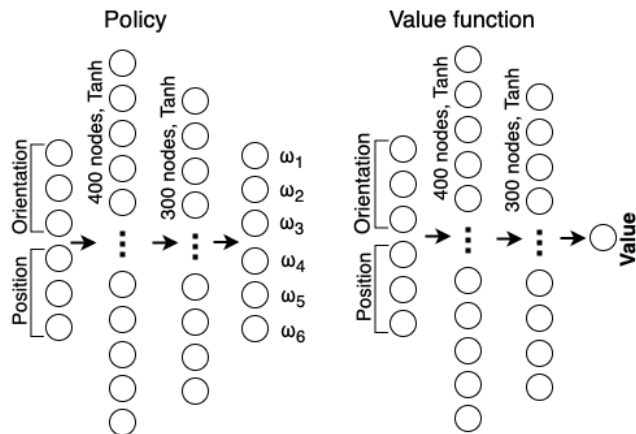 Policy
Orientation
Position
400 nodes, Tanh
300 nodes, Tanh
ω1
ω2
ω3
ω4
ω5
ω6
Value function
Orientation
Position
400 nodes, Tanh
300 nodes, Tanh
Value